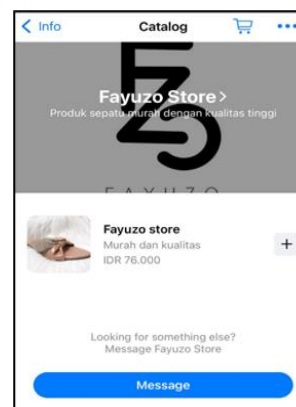 Info
Catalog
Fayuzo Store
Produk sepatu murah dengan kualitas tinggi
FAYUZO
Fayuzo store
Murah dan kualitas
IDR 76.000
Looking for something else?
Message Fayuzo Store
Message